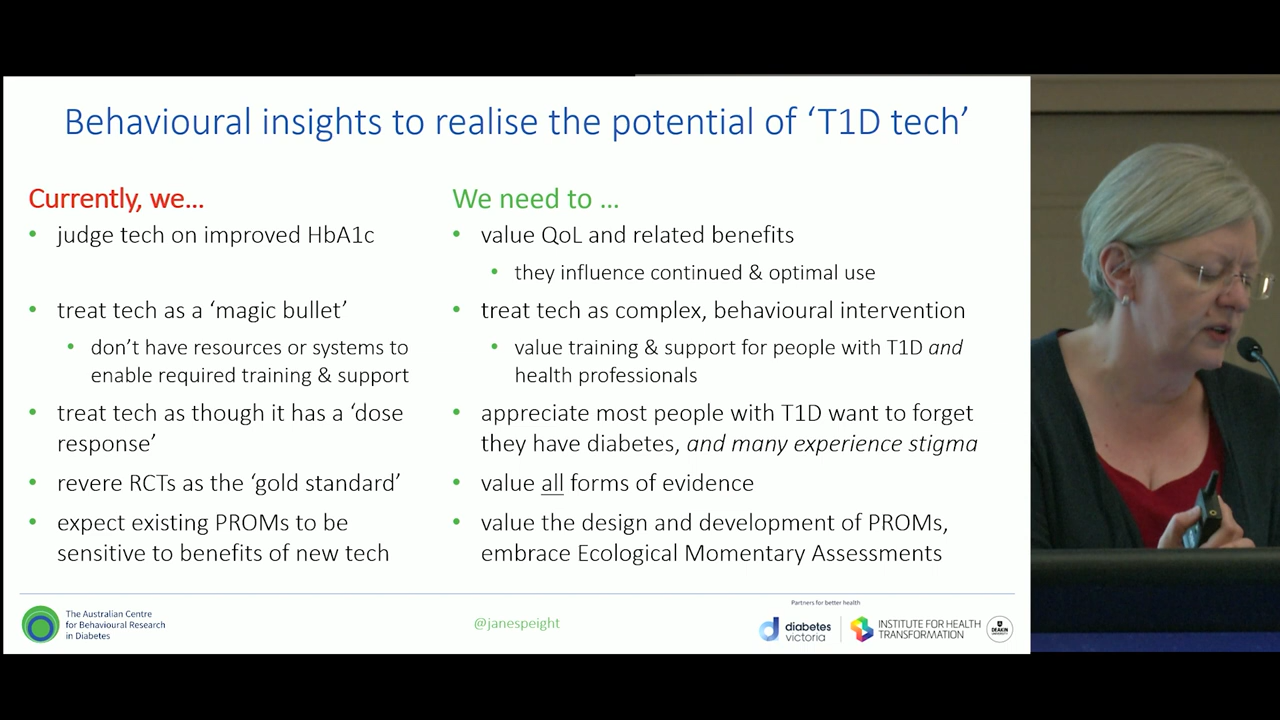 Behavioural insights to realise the potential of ‘T1D tech’
Currently, we…
• judge tech on improved HbA1c
• treat tech as a ‘magic bullet’
• don’t have resources or systems to
enable required training & support
• treat tech as though it has a ‘dose
response’
• revere RCTs as the ‘gold standard’
• expect existing PROMs to be
sensitive to benefits of new tech
We need to …
• value QoL and related benefits
• they influence continued & optimal use
• treat tech as complex, behavioural intervention
• value training & support for people with T1D and
health professionals
• appreciate most people with T1D want to forget
they have diabetes, and many experience stigma
• value all forms of evidence
• value the design and development of PROMs,
embrace Ecological Momentary Assessments
The Australian Centre
for Behavioural Research
in Diabetes
@janespeight
Partners for better health
diabetes
victoria
INSTITUTE FOR HEALTH
TRANSFORMATION
DEAKIN